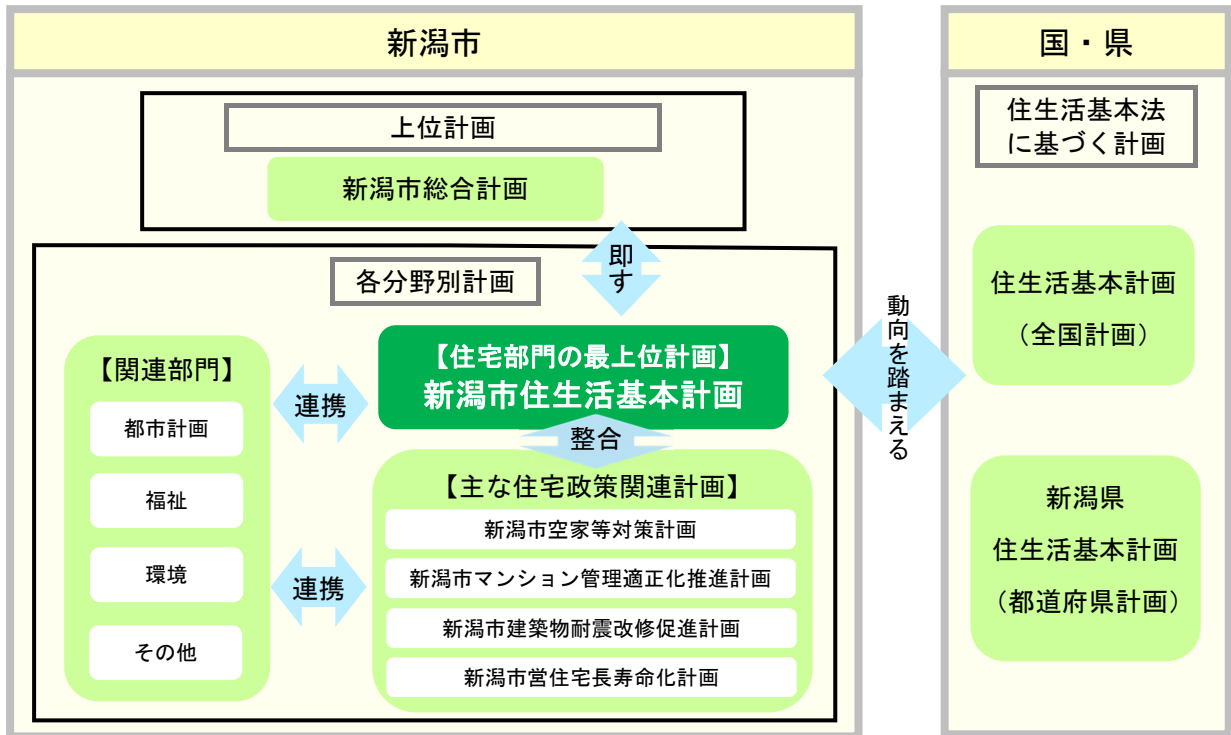 新潟市
上位計画
新潟市総合計画
即す
各分野別計画
【関連部門】
都市計画
福祉
環境
その他
連携
連携
【住宅部門の最上位計画】
新潟市住生活基本計画
整合
【主な住宅政策関連計画】
新潟市空家等対策計画
新潟市マンション管理適正化推進計画
新潟市建築物耐震改修促進計画
新潟市営住宅長寿命化計画
動向を踏まえる
国・県
住生活基本法
に基づく計画
住生活基本計画
（全国計画）
新潟県
住生活基本計画
（都道府県計画）